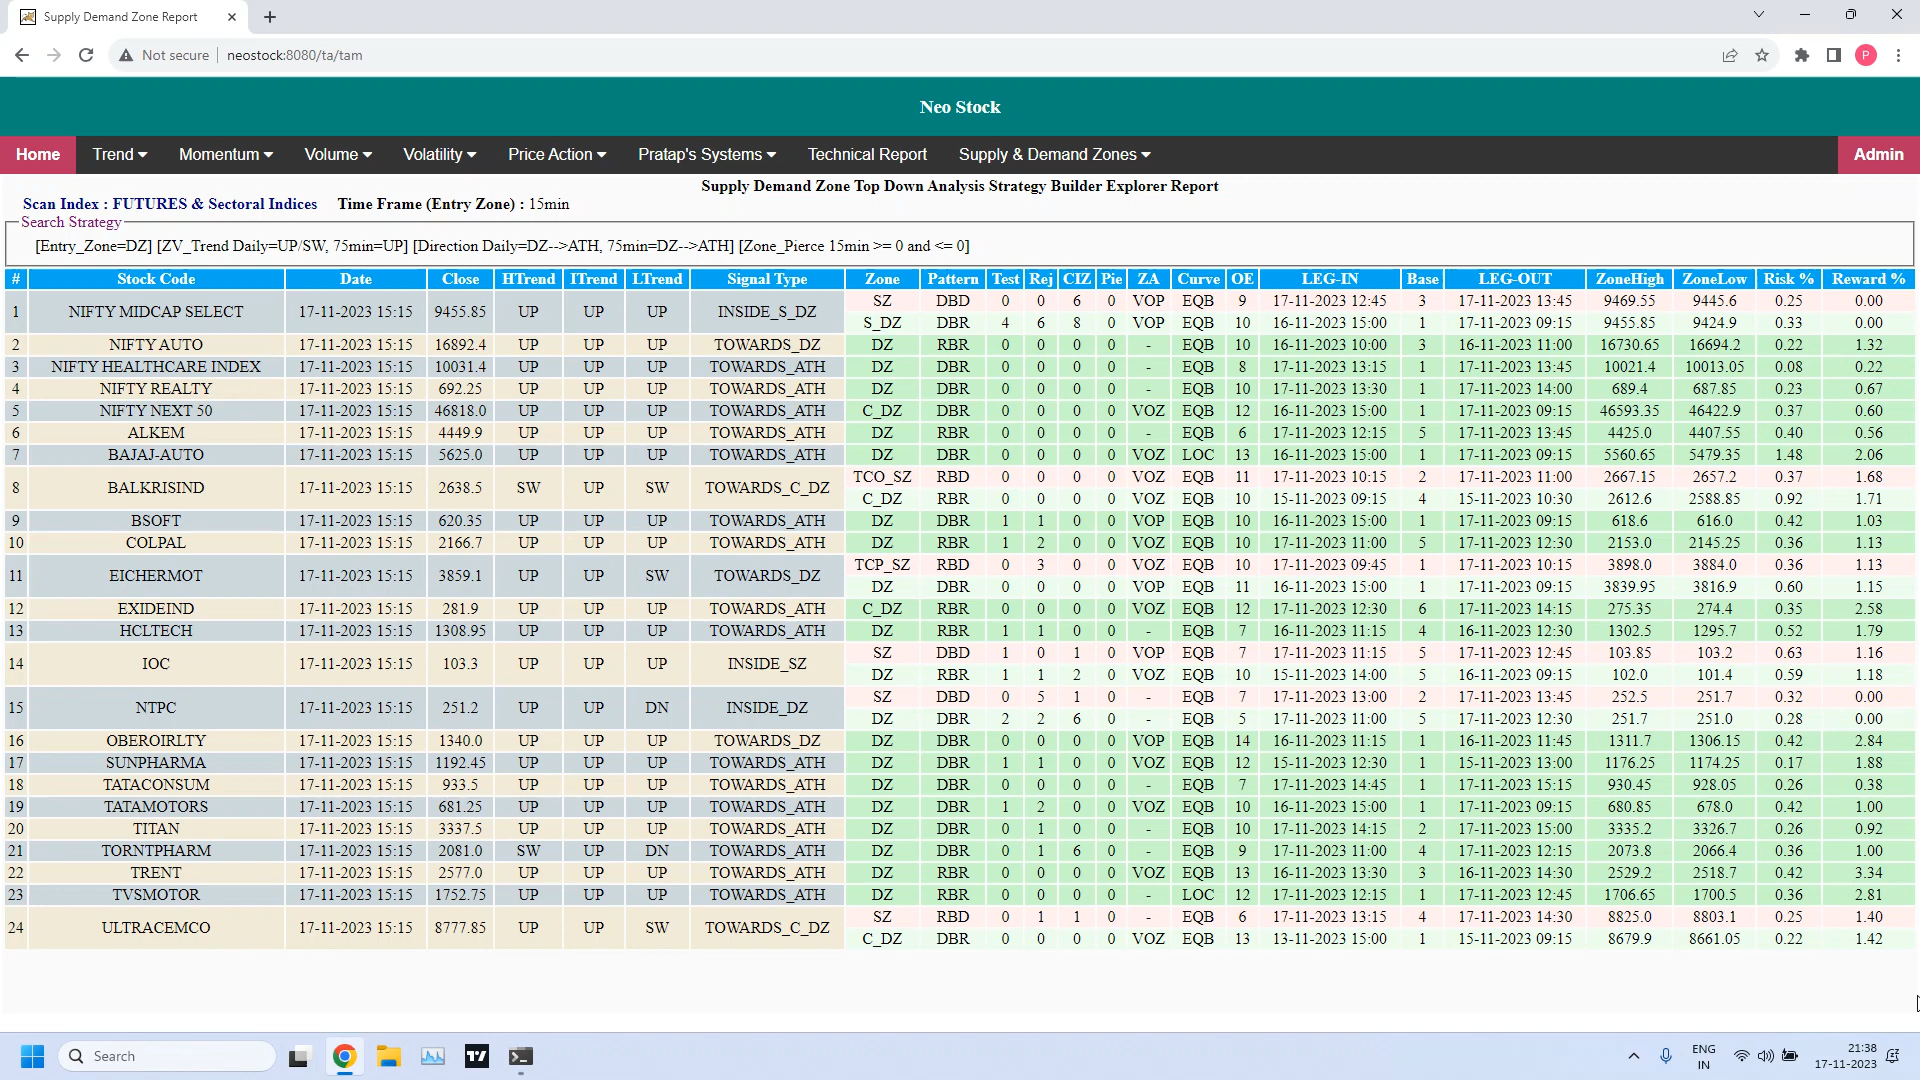 Supply Demand Zone Report
Not secure neostock:8080/ta/tam P
Neo Stock
Home Trend Momentum Volume Volatility Price Action Pratap's Systems Technical Report Supply & Demand Zones Admin
Supply Demand Zone Top Down Analysis Strategy Builder Explorer Report
Scan Index : FUTURES & Sectoral Indices Time Frame (Entry Zone) : 15min
Search Strategy
[Entry_Zone=DZ] [ZV_Trend Daily=UP/SW, 75min=UP] [Direction Daily=DZ-->ATH, 75min=DZ-->ATH] [Zone_Pierce 15min >= 0 and <= 0]
# Stock Code Date Close HTrend ITrend LTrend Signal Type Zone Pattern Test Rej CIZ Pie ZA Curve OE LEG-IN Base LEG-OUT ZoneHigh ZoneLow Risk % Reward %
1 NIFTY MIDCAP SELECT 17-11-2023 15:15 9455.85 UP UP UP INSIDE_S_DZ SZ DBD 0 0 6 0 VOP EQB 9 17-11-2023 12:45 3 17-11-2023 13:45 9469.55 9445.6 0.25 0.00
S_DZ DBR 4 6 8 0 VOP EQB 10 16-11-2023 15:00 1 17-11-2023 09:15 9455.85 9424.9 0.33 0.00
2 NIFTY AUTO 17-11-2023 15:15 16892.4 UP UP UP TOWARDS_DZ DZ RBR 0 0 0 0 - EQB 10 16-11-2023 10:00 3 16-11-2023 11:00 16730.65 16694.2 0.22 1.32
3 NIFTY HEALTHCARE INDEX 17-11-2023 15:15 10031.4 UP UP UP TOWARDS_ATH DZ DBR 0 0 0 0 - EQB 8 17-11-2023 13:15 1 17-11-2023 13:45 10021.4 10013.05 0.08 0.22
4 NIFTY REALTY 17-11-2023 15:15 692.25 UP UP UP TOWARDS_ATH DZ DBR 0 0 0 0 - EQB 10 17-11-2023 13:30 1 17-11-2023 14:00 689.4 687.85 0.23 0.67
5 NIFTY NEXT 50 17-11-2023 15:15 46818.0 UP UP UP TOWARDS_ATH C_DZ DBR 0 0 0 0 VOZ EQB 12 16-11-2023 15:00 1 17-11-2023 09:15 46593.35 46422.9 0.37 0.60
6 ALKEM 17-11-2023 15:15 4449.9 UP UP UP TOWARDS_ATH DZ RBR 0 0 0 0 - EQB 6 17-11-2023 12:15 5 17-11-2023 13:45 4425.0 4407.55 0.40 0.56
7 BAJAJ-AUTO 17-11-2023 15:15 5625.0 UP UP UP TOWARDS_ATH DZ DBR 0 0 0 0 VOZ LOC 13 16-11-2023 15:00 1 17-11-2023 09:15 5560.65 5479.35 1.48 2.06
8 BALKRISIND 17-11-2023 15:15 2638.5 SW UP SW TOWARDS_C_DZ TCO_SZ RBD 0 0 0 0 VOZ EQB 11 17-11-2023 10:15 2 17-11-2023 11:00 2667.15 2657.2 0.37 1.68
C_DZ RBR 0 0 0 0 VOZ EQB 10 15-11-2023 09:15 4 15-11-2023 10:30 2612.6 2588.85 0.92 1.71
9 BSOFT 17-11-2023 15:15 620.35 UP UP UP TOWARDS_ATH DZ DBR 1 1 0 0 VOP EQB 10 16-11-2023 15:00 1 17-11-2023 09:15 618.6 616.0 0.42 1.03
10 COLPAL 17-11-2023 15:15 2166.7 UP UP UP TOWARDS_ATH DZ RBR 1 2 0 0 VOZ EQB 10 17-11-2023 11:00 5 17-11-2023 12:30 2153.0 2145.25 0.36 1.13
11 EICHERMOT 17-11-2023 15:15 3859.1 UP UP SW TOWARDS_DZ TCP_SZ RBD 0 3 0 0 VOZ EQB 10 17-11-2023 09:45 1 17-11-2023 10:15 3898.0 3884.0 0.36 1.13
DZ DBR 0 0 0 0 VOP EQB 11 16-11-2023 15:00 1 17-11-2023 09:15 3839.95 3816.9 0.60 1.15
12 EXIDEIND 17-11-2023 15:15 281.9 UP UP UP TOWARDS_ATH C_DZ RBR 0 0 0 0 VOZ EQB 12 17-11-2023 12:30 6 17-11-2023 14:15 275.35 274.4 0.35 2.58
13 HCLTECH 17-11-2023 15:15 1308.95 UP UP UP TOWARDS_ATH DZ RBR 1 1 0 0 - EQB 7 16-11-2023 11:15 4 16-11-2023 12:30 1302.5 1295.7 0.52 1.79
14 IOC 17-11-2023 15:15 103.3 UP UP UP INSIDE_SZ SZ DBD 1 0 1 0 VOP EQB 7 17-11-2023 11:15 5 17-11-2023 12:45 103.85 103.2 0.63 1.16
DZ RBR 1 1 2 0 VOZ EQB 10 15-11-2023 14:00 5 16-11-2023 09:15 102.0 101.4 0.59 1.18
15 NTPC 17-11-2023 15:15 251.2 UP UP DN INSIDE_DZ SZ DBD 0 5 1 0 - EQB 7 17-11-2023 13:00 2 17-11-2023 13:45 252.5 251.7 0.32 0.00
DZ DBR 2 2 6 0 - EQB 5 17-11-2023 11:00 5 17-11-2023 12:30 251.7 251.0 0.28 0.00
16 OBEROIRLTY 17-11-2023 15:15 1340.0 UP UP UP TOWARDS_DZ DZ DBR 0 0 0 0 VOP EQB 14 16-11-2023 11:15 1 16-11-2023 11:45 1311.7 1306.15 0.42 2.84
17 SUNPHARMA 17-11-2023 15:15 1192.45 UP UP UP TOWARDS_ATH DZ DBR 1 1 0 0 VOZ EQB 12 15-11-2023 12:30 1 15-11-2023 13:00 1176.25 1174.25 0.17 1.88
18 TATACONSUM 17-11-2023 15:15 933.5 UP UP UP TOWARDS_ATH DZ DBR 0 0 0 0 - EQB 7 17-11-2023 14:45 1 17-11-2023 15:15 930.45 928.05 0.26 0.38
19 TATAMOTORS 17-11-2023 15:15 681.25 UP UP UP TOWARDS_ATH DZ DBR 1 2 0 0 VOZ EQB 10 16-11-2023 15:00 1 17-11-2023 09:15 680.85 678.0 0.42 1.00
20 TITAN 17-11-2023 15:15 3337.5 UP UP UP TOWARDS_ATH DZ DBR 0 1 0 0 - EQB 10 17-11-2023 14:15 2 17-11-2023 15:00 3335.2 3326.7 0.26 0.92
21 TORNTPHARM 17-11-2023 15:15 2081.0 SW UP DN TOWARDS_ATH DZ DBR 0 1 6 0 - EQB 9 17-11-2023 11:00 4 17-11-2023 12:15 2073.8 2066.4 0.36 1.00
22 TRENT 17-11-2023 15:15 2577.0 UP UP UP TOWARDS_ATH DZ RBR 0 0 0 0 VOZ EQB 13 16-11-2023 13:30 3 16-11-2023 14:30 2529.2 2518.7 0.42 3.34
23 TVSMOTOR 17-11-2023 15:15 1752.75 UP UP UP TOWARDS_ATH DZ RBR 0 0 0 0 - LOC 12 17-11-2023 12:15 1 17-11-2023 12:45 1706.65 1700.5 0.36 2.81
24 ULTRACEMCO 17-11-2023 15:15 8777.85 UP UP SW TOWARDS_C_DZ SZ RBD 0 1 1 0 - EQB 6 17-11-2023 13:15 4 17-11-2023 14:30 8825.0 8803.1 0.25 1.40
C_DZ DBR 0 0 0 0 VOZ EQB 13 13-11-2023 15:00 1 15-11-2023 09:15 8679.9 8661.05 0.22 1.42
Search ENG 21:38
IN 17-11-2023